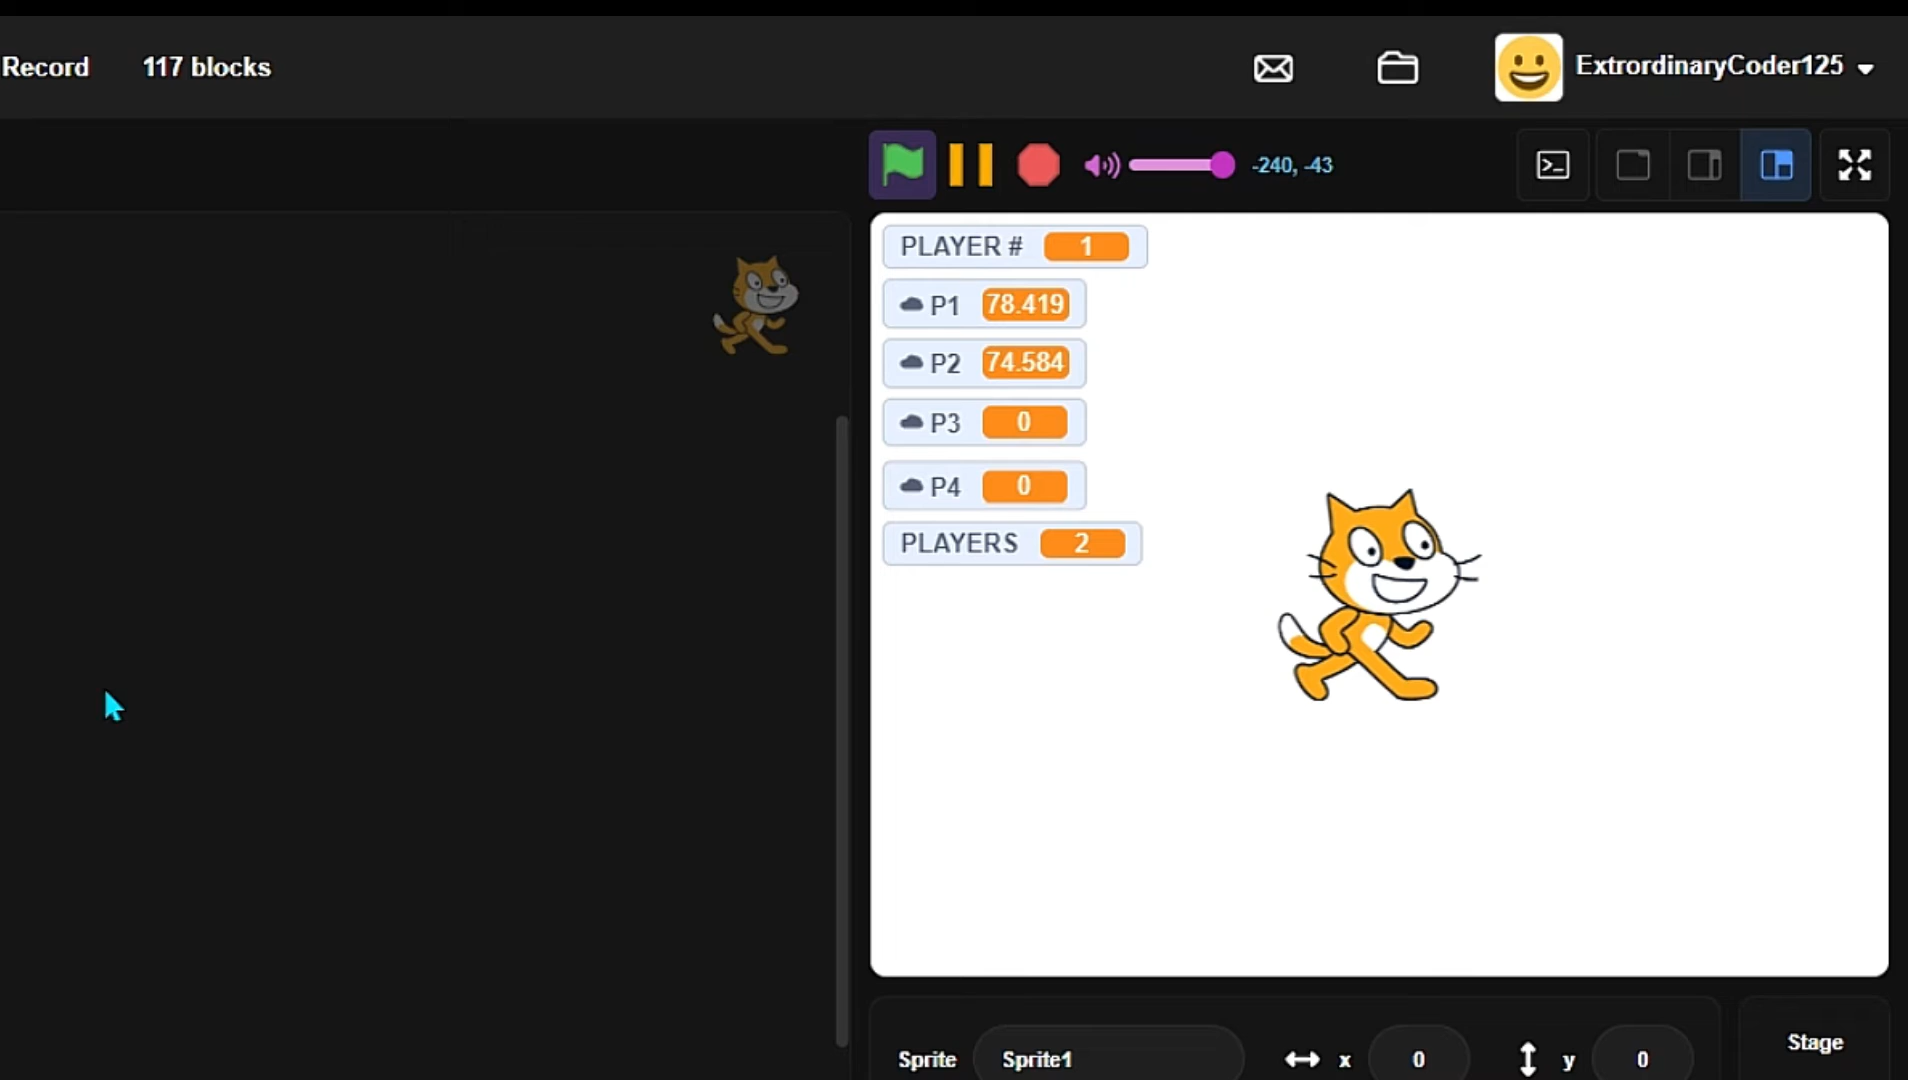 Record 117 blocks ExtrordinaryCoder125
-240, -43
PLAYER # 1
P1 78.419
P2 74.584
P3 0
P4 0
PLAYERS 2
Sprite Sprite1 x 0 y 0 Stage